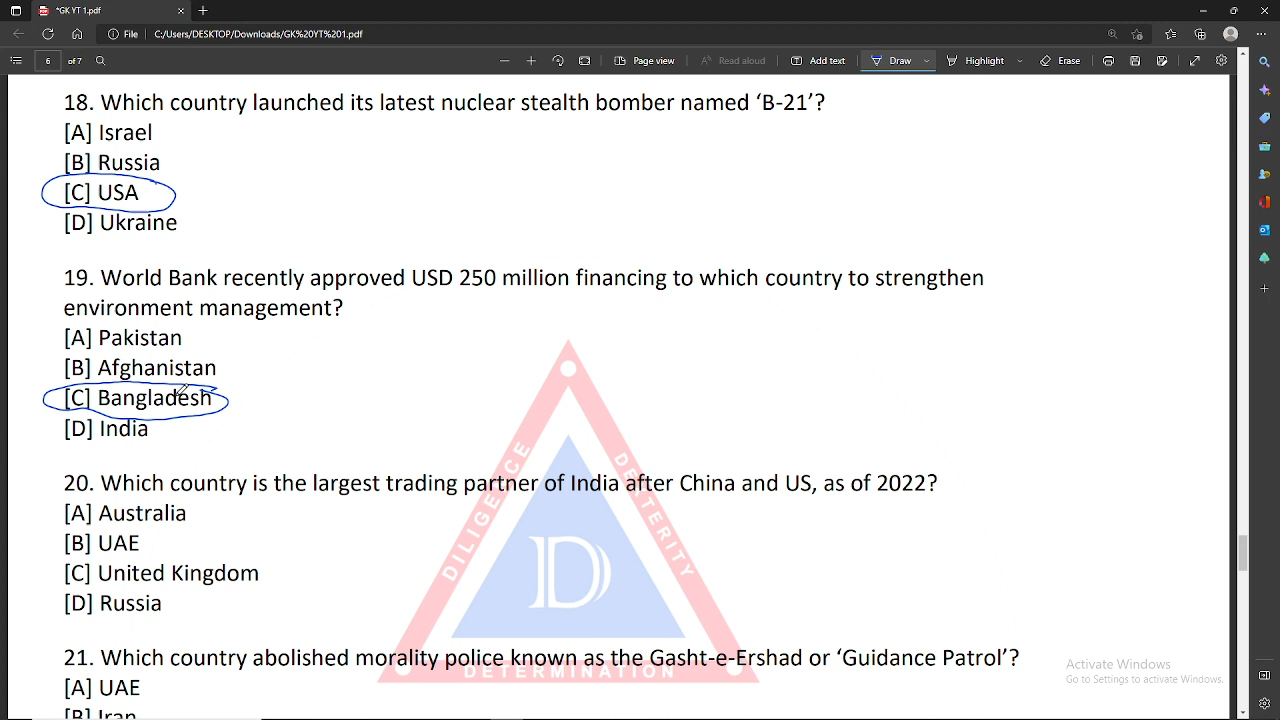 *GK YT 1.pdf
File
C:/Users/DESKTOP/Downloads/GK%20YT%201.pdf
6 of 7
Page view
Read aloud
Add text
Draw
Highlight
Erase
18. Which country launched its latest nuclear stealth bomber named ‘B-21’?
[A] Israel
[B] Russia
[C] USA
[D] Ukraine
19. World Bank recently approved USD 250 million financing to which country to strengthen
environment management?
[A] Pakistan
[B] Afghanistan
[C] Bangladesh
[D] India
20. Which country is the largest trading partner of India after China and US, as of 2022?
[A] Australia
[B] UAE
[C] United Kingdom
[D] Russia
21. Which country abolished morality police known as the Gasht-e-Ershad or ‘Guidance Patrol’?
[A] UAE
[B] Iran
DILIGENCE
DEXTERITY
D
DETERMINATION
Activate Windows
Go to Settings to activate Windows.